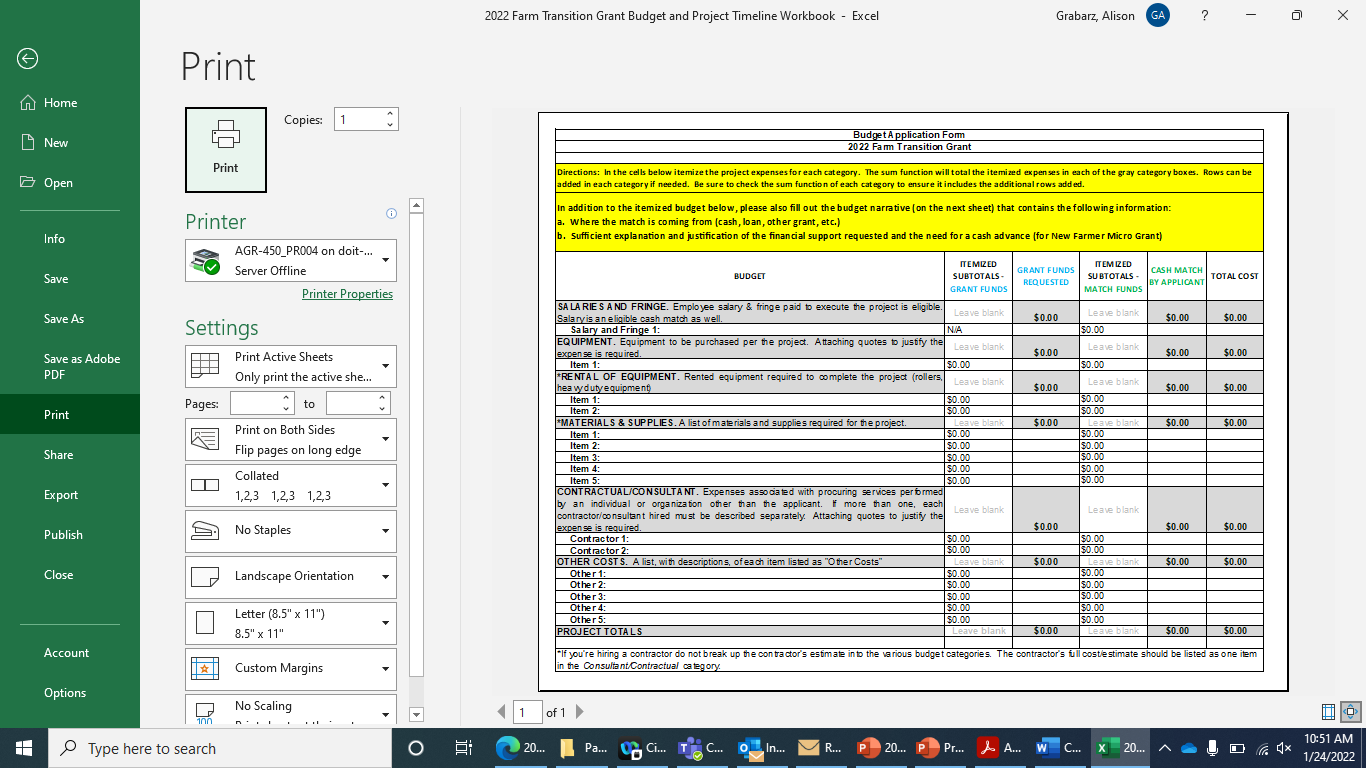 2022 Farm Transition Grant Budget and Project Timeline Workbook - Excel
Grabarz, Alison
GA
?
Home
New
Open
Info
Save
Save As
Save as Adobe
PDF
Print
Share
Export
Publish
Close
Account
Options
Print
Print
Copies: 1
Printer
AGR-450_PR004 on doit-...
Server Offline
Printer Properties
Settings
Print Active Sheets
Only print the active she...
Pages: to
Print on Both Sides
Flip pages on long edge
Collated
1,2,3 1,2,3 1,2,3
No Staples
Landscape Orientation
Letter (8.5" x 11")
8.5" x 11"
Custom Margins
No Scaling
100
Budget Application Form
2022 Farm Transition Grant
Directions: In the cells below itemize the project expenses for each category. The sum function will total the itemized expenses in each of the gray category boxes. Rows can be
added in each category if needed. Be sure to check the sum function of each category to ensure it includes the additional rows added.
In addition to the itemized budget below, please also fill out the budget narrative (on the next sheet) that contains the following information:
a. Where the match is coming from (cash, loan, other grant, etc.)
b. Sufficient explanation and justification of the financial support requested and the need for a cash advance (for New Farmer Micro Grant)
BUDGET
ITEMIZED
SUBTOTALS -
GRANT FUNDS
GRANT FUNDS
REQUESTED
ITEMIZED
SUBTOTALS -
MATCH FUNDS
CASH MATCH
BY APPLICANT
TOTAL COST
SALARIES AND FRINGE. Employee salary & fringe paid to execute the project is eligible.
Salary is an eligible cash match as well.
Leave blank $0.00 Leave blank $0.00 $0.00
Salary and Fringe 1: N/A $0.00
EQUIPMENT. Equipment to be purchased per the project. Attaching quotes to justify the
expense is required.
Leave blank $0.00 Leave blank $0.00 $0.00
Item 1: $0.00 $0.00
*RENTAL OF EQUIPMENT. Rented equipment required to complete the project (rollers,
heavy duty equipment)
Leave blank $0.00 Leave blank $0.00 $0.00
Item 1: $0.00 $0.00
Item 2: $0.00 $0.00
*MATERIALS & SUPPLIES. A list of materials and supplies required for the project. Leave blank $0.00 Leave blank $0.00 $0.00
Item 1: $0.00 $0.00
Item 2: $0.00 $0.00
Item 3: $0.00 $0.00
Item 4: $0.00 $0.00
Item 5: $0.00 $0.00
CONTRACTUAL/CONSULTANT. Expenses associated with procuring services performed
by an individual or organization other than the applicant. If more than one, each
contractor/consultant hired must be described separately. Attaching quotes to justify the
expense is required.
Leave blank $0.00 Leave blank $0.00 $0.00
Contractor 1: $0.00 $0.00
Contractor 2: $0.00 $0.00
OTHER COSTS. A list, with descriptions, of each item listed as "Other Costs" Leave blank $0.00 Leave blank $0.00 $0.00
Other 1: $0.00 $0.00
Other 2: $0.00 $0.00
Other 3: $0.00 $0.00
Other 4: $0.00 $0.00
Other 5: $0.00 $0.00
PROJECT TOTALS Leave blank $0.00 Leave blank $0.00 $0.00
*If you're hiring a contractor do not break up the contractor's estimate into the various budget categories. The contractor's full cost/estimate should be listed as one item
in the Consultant/Contractual category.
1 of 1
Type here to search
20...
Pa...
Ci...
C...
In...
R...
20...
Pr...
A...
C...
20...
10:51 AM
1/24/2022